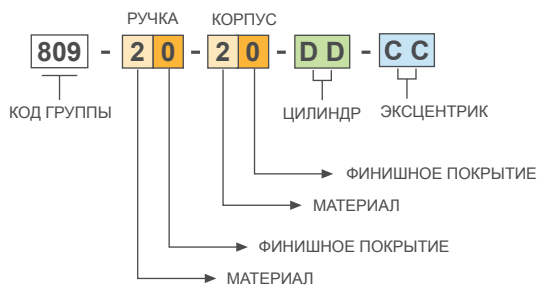 РУЧКА КОРПУС
809 - 2 0 - 2 0 - D D - C C
КОД ГРУППЫ ЦИЛИНДР ЭКСЦЕНТРИК
ФИНИШНОЕ ПОКРЫТИЕ
МАТЕРИАЛ
ФИНИШНОЕ ПОКРЫТИЕ
МАТЕРИАЛ